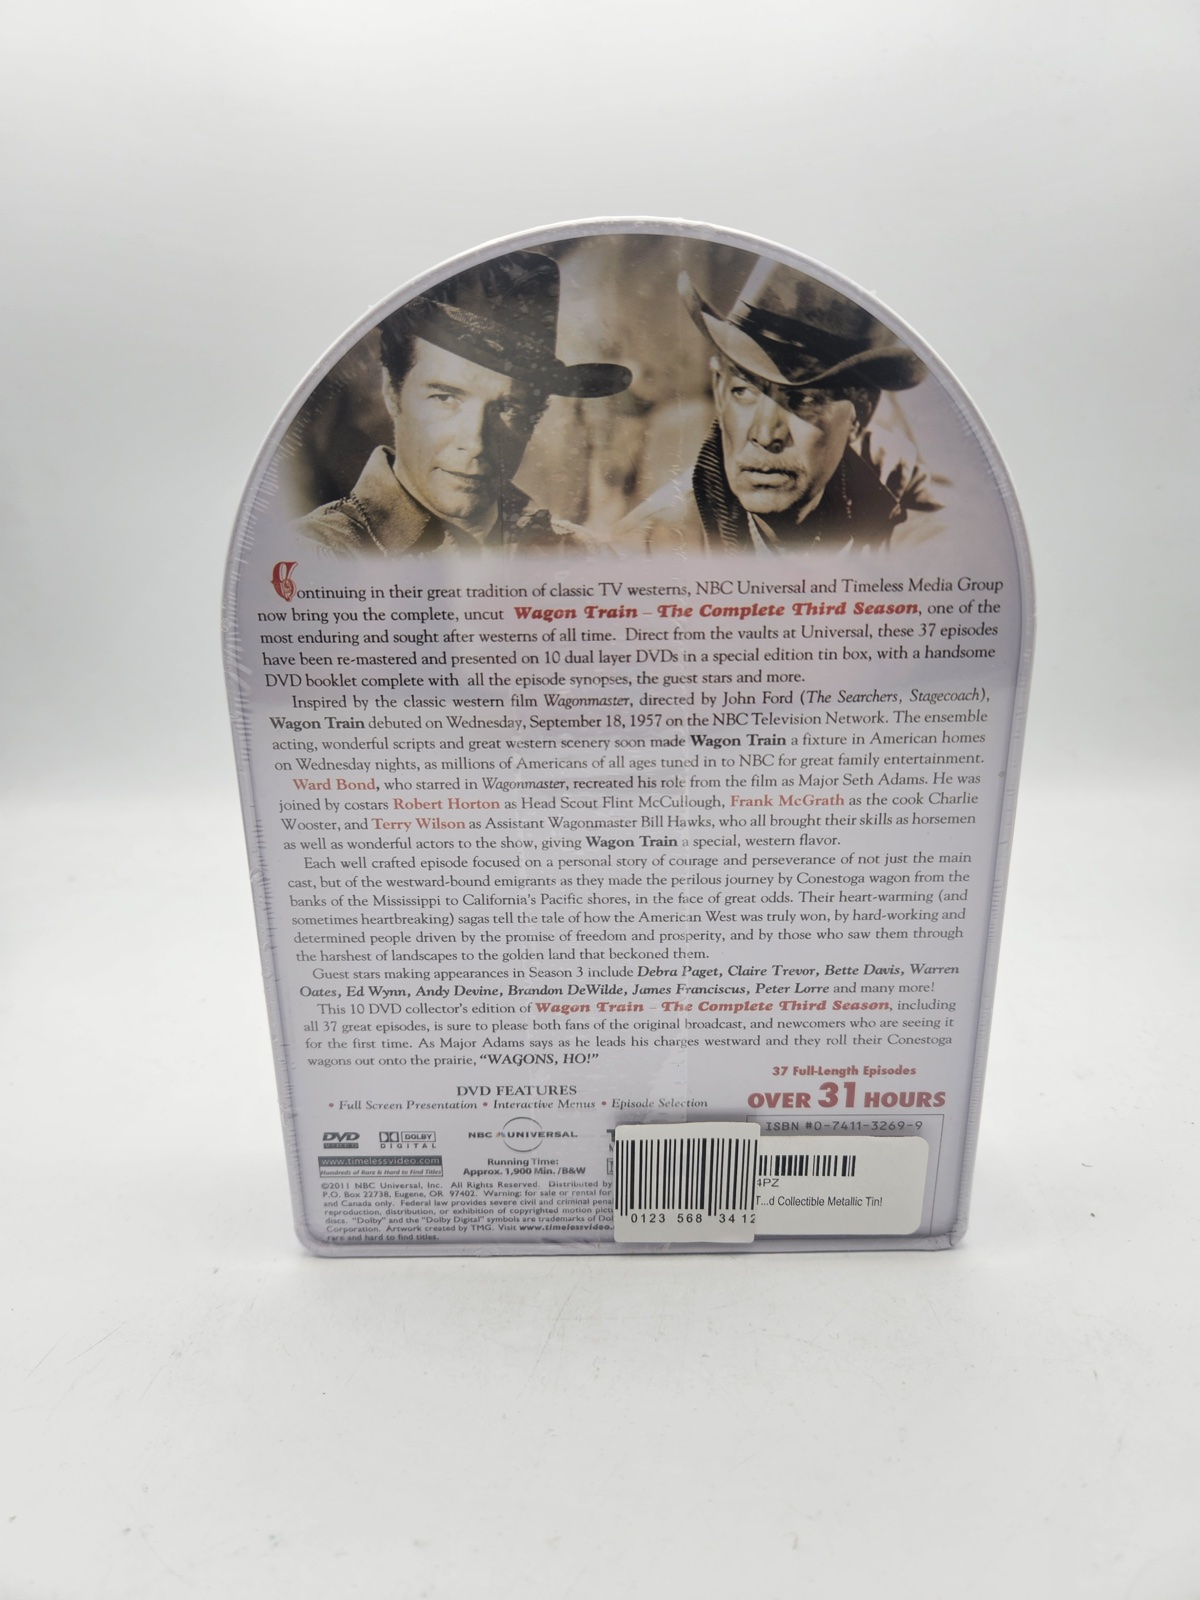 Continuing in their great tradition of classic TV westerns, NBC Universal and Timeless Media Group
now bring you the complete, uncut Wagon Train – The Complete Third Season, one of the
most enduring and sought after westerns of all time. Direct from the vaults at Universal, these 37 episodes
have been re-mastered and presented on 10 dual layer DVDs in a special edition tin box, with a handsome
DVD booklet complete with all the episode synopses, the guest stars and more.
Inspired by the classic western film Wagonmaster, directed by John Ford (The Searchers, Stagecoach),
Wagon Train debuted on Wednesday, September 18, 1957 on the NBC Television Network. The ensemble
acting, wonderful scripts and great western scenery soon made Wagon Train a fixture in American homes
on Wednesday nights, as millions of Americans of all ages tuned in to NBC for great family entertainment.
Ward Bond, who starred in Wagonmaster, recreated his role from the film as Major Seth Adams. He was
joined by costars Robert Horton as Head Scout Flint McCullough, Frank McGrath as the cook Charlie
Wooster, and Terry Wilson as Assistant Wagonmaster Bill Hawks, who all brought their skills as horsemen
as well as wonderful actors to the show, giving Wagon Train a special, western flavor.
Each well crafted episode focused on a personal story of courage and perseverance of not just the main
cast, but of the westward-bound emigrants as they made the perilous journey by Conestoga wagon from the
banks of the Mississippi to California's Pacific shores, in the face of great odds. Their heart-warming (and
sometimes heartbreaking) sagas tell the tale of how the American West was truly won, by hard-working and
determined people driven by the promise of freedom and prosperity, and by those who saw them through
the harshest of landscapes to the golden land that beckoned them.
Guest stars making appearances in Season 3 include Debra Paget, Claire Trevor, Bette Davis, Warren
Oates, Ed Wynn, Andy Devine, Brandon DeWilde, James Franciscus, Peter Lorre and many more!
This 10 DVD collector's edition of Wagon Train – The Complete Third Season, including
all 37 great episodes, is sure to please both fans of the original broadcast, and newcomers who are seeing it
for the first time. As Major Adams says as he leads his charges westward and they roll their Conestoga
wagons out onto the prairie, "WAGONS, HO!"
37 Full-Length Episodes
OVER 31 HOURS
DVD FEATURES
• Full Screen Presentation • Interactive Menus • Episode Selection
ISBN #0-7411-3269-9
DVD VIDEO
DOLBY DIGITAL
NBC UNIVERSAL
www.timelessvideo.com
Hundreds of Rare & Hard to Find Titles
Running Time:
Approx. 1,900 Min. /B&W
4PZ
T...d Collectible Metallic Tin!
0123 568 34 12
©2011 NBC Universal, Inc. All Rights Reserved. Distributed by
P.O. Box 22738, Eugene, OR 97402. Warning: for sale or rental for
and Canada only. Federal law provides severe civil and criminal pena
reproduction, distribution, or exhibition of copyrighted motion pictu
discs. "Dolby" and the "Dolby Digital" symbols are trademarks of Dol
Corporation. Artwork created by TMG. Visit www.timelessvideo.
rare and hard to find titles.